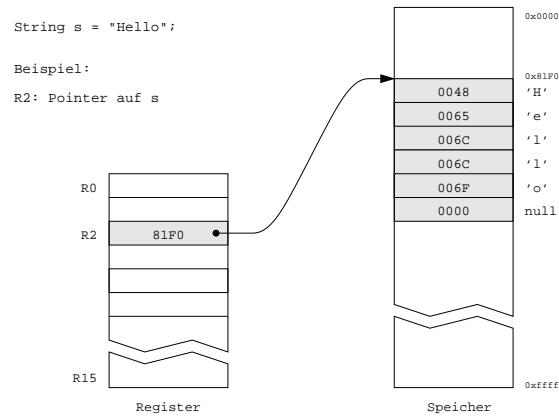 String s = "Hello";
Beispiel:
R2: Pointer auf s
R0
R2
81F0
R15
Register
0x0000
0x81F0
0048 'H'
0065 'e'
006C 'l'
006C 'l'
006F 'o'
0000 null
0xffff
Speicher